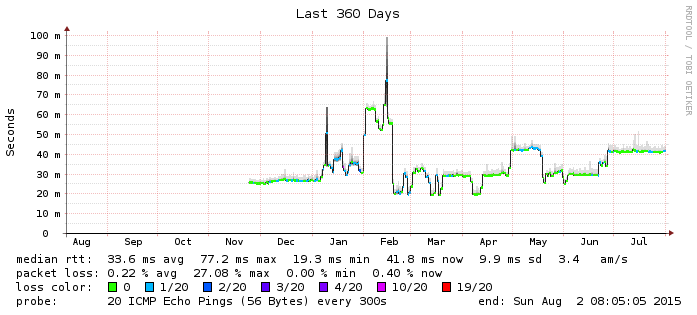 Last 360 Days
RRDTOOL / TOBI OETIKER
Seconds
100 m
90 m
80 m
70 m
60 m
50 m
40 m
30 m
20 m
10 m
0
Aug Sep Oct Nov Dec Jan Feb Mar Apr May Jun Jul
median rtt: 33.6 ms avg 77.2 ms max 19.3 ms min 41.8 ms now 9.9 ms sd 3.4 am/s
packet loss: 0.22 % avg 27.08 % max 0.00 % min 0.40 % now
loss color: 0 1/20 2/20 3/20 4/20 10/20 19/20
probe: 20 ICMP Echo Pings (56 Bytes) every 300s end: Sun Aug 2 08:05:05 2015